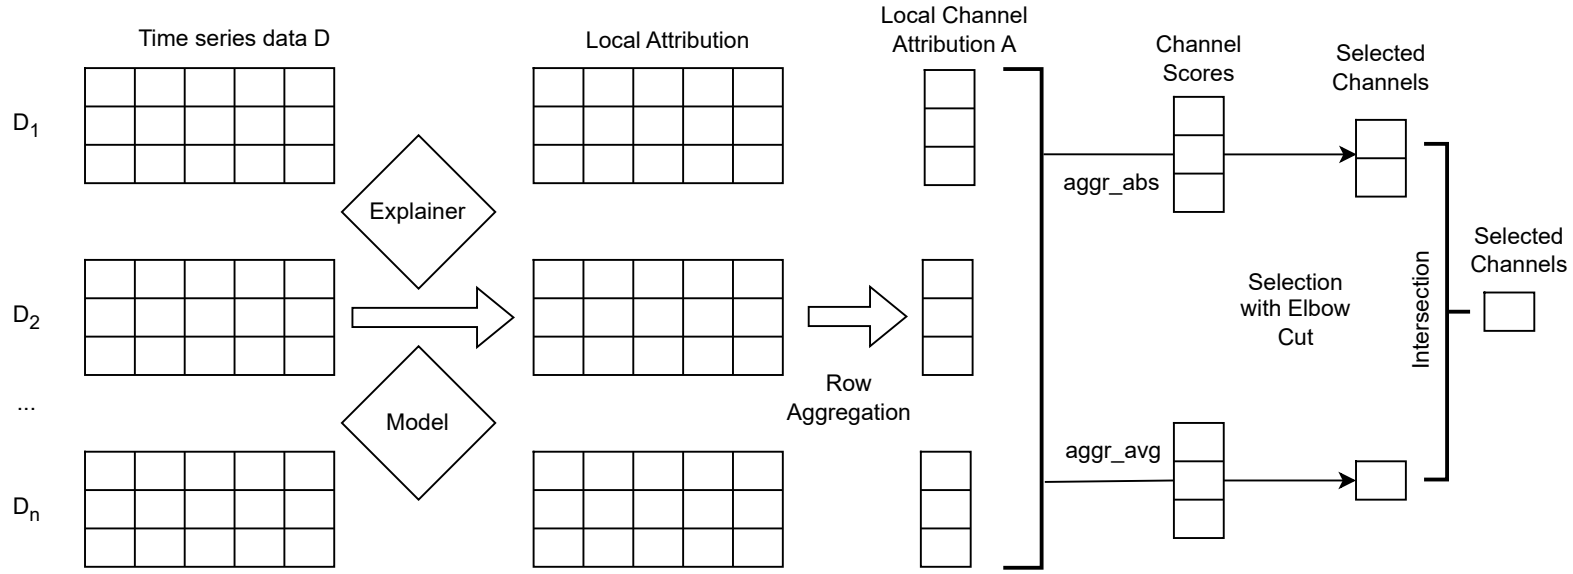 Time series data D
Local Attribution
Local Channel
Attribution A
Channel
Scores
Selected
Channels
D1
aggr_abs
Explainer
Selected
Channels
D2
Selection
with Elbow
Cut
Intersection
Row
Aggregation
...
Model
aggr_avg
Dn